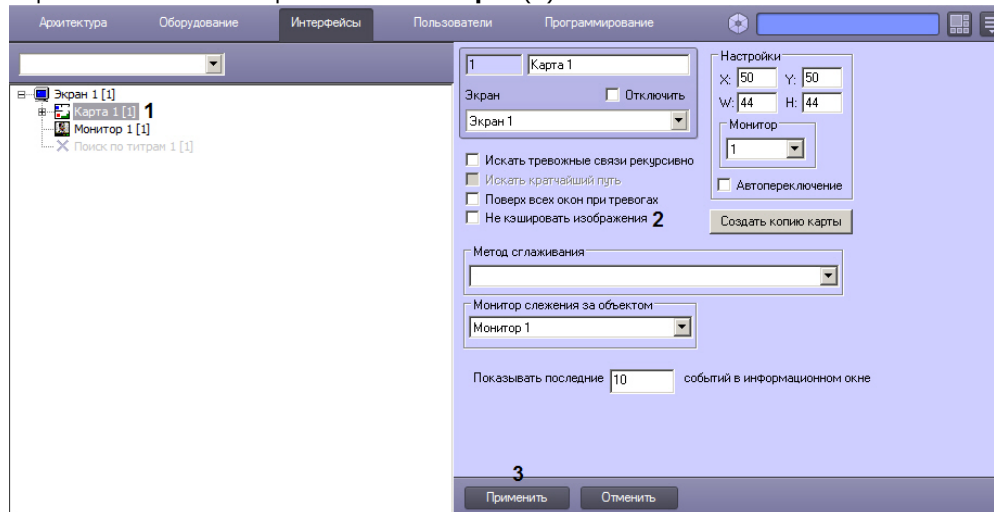 Архитектура Оборудование Интерфейсы Пользователи Программирование
Экран 1 [1]
Карта 1 [1] 1
Монитор 1 [1]
Поиск по титрам 1 [1]
1 Карта 1
Экран Отключить
Экран 1
Искать тревожные связи рекурсивно
Искать кратчайший путь
Поверх всех окон при тревогах
Не кэшировать изображения 2
Настройки
X: 50 Y: 50
W: 44 H: 44
Монитор
1
Автопереключение
Создать копию карты
Метод сглаживания
Монитор слежения за объектом
Монитор 1
Показывать последние 10 событий в информационном окне
3
Применить Отменить